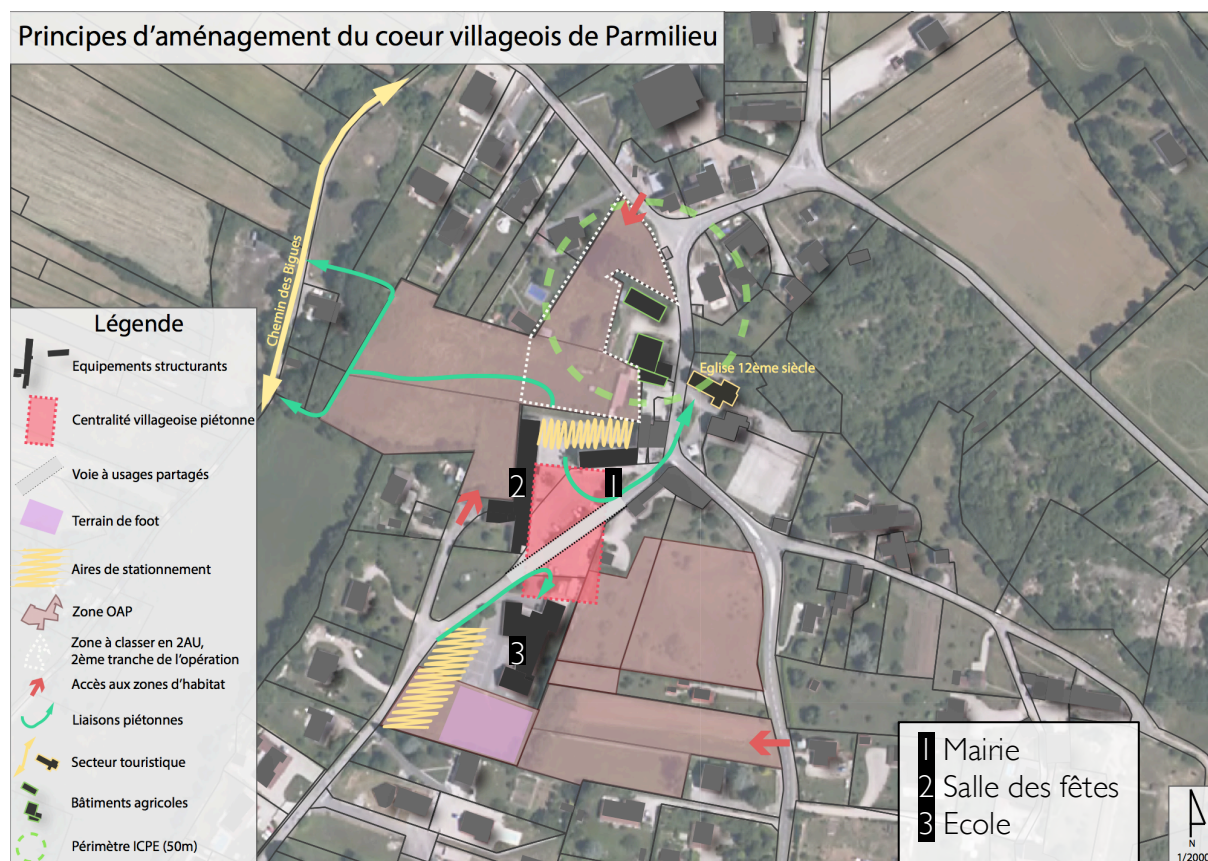 Principes d'aménagement du coeur villageois de Parmilieu
Chemin des Bigues
Eglise 12ème siècle
1
2
3
Légende
Equipements structurants
Centralité villageoise piétonne
Voie à usages partagés
Terrain de foot
Aires de stationnement
Zone OAP
Zone à classer en 2AU,
2ème tranche de l'opération
Accès aux zones d'habitat
Liaisons piétonnes
Secteur touristique
Bâtiments agricoles
Périmètre ICPE (50m)
1 Mairie
2 Salle des fêtes
3 Ecole
N
1/2000